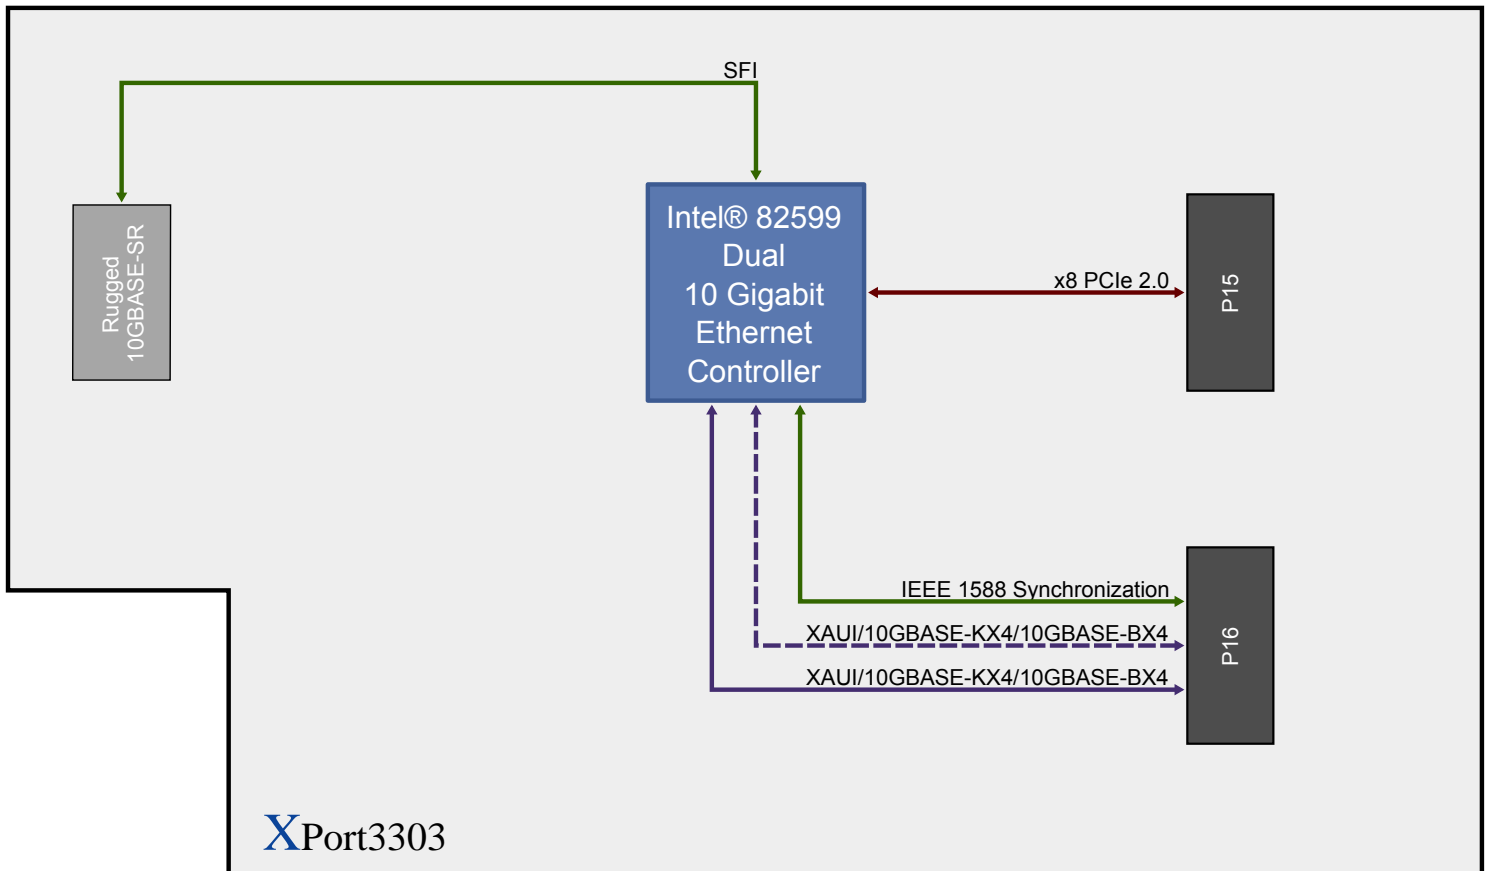 SFI
Rugged
10GBASE-SR
Intel® 82599
Dual
10 Gigabit
Ethernet
Controller
x8 PCIe 2.0
P15
IEEE 1588 Synchronization
XAUI/10GBASE-KX4/10GBASE-BX4
XAUI/10GBASE-KX4/10GBASE-BX4
P16
XPort3303